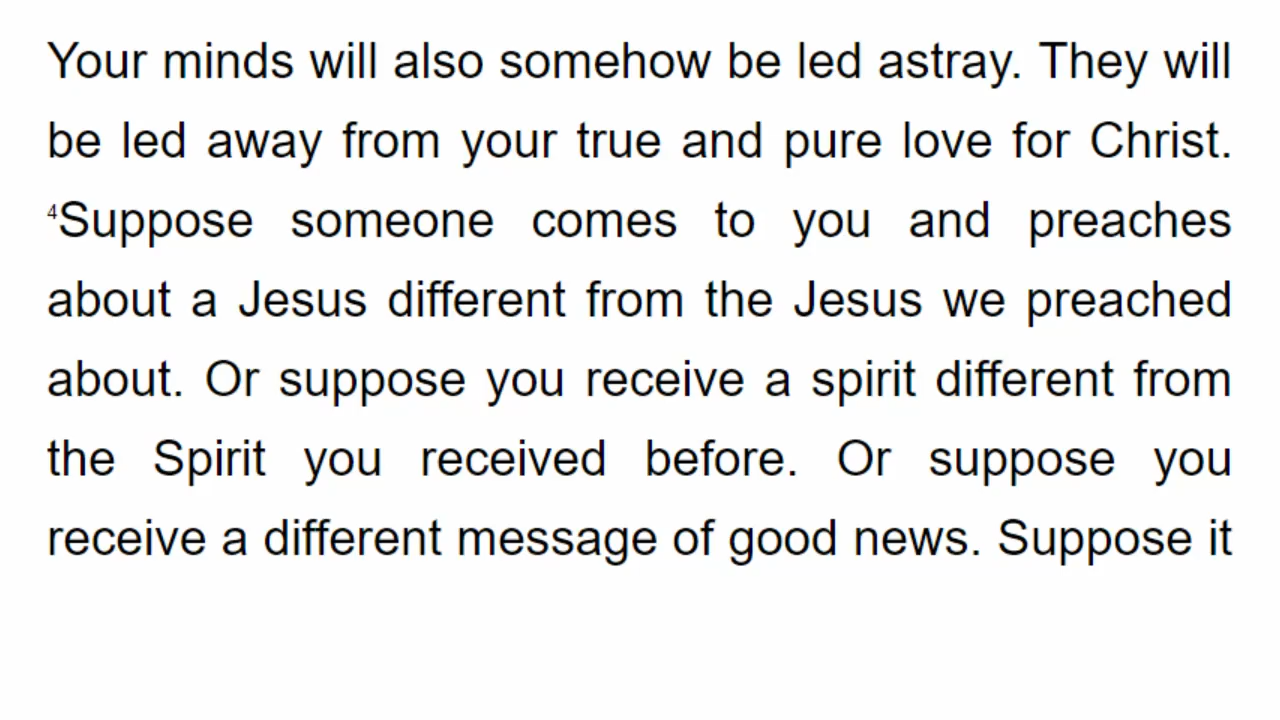 Your minds will also somehow be led astray. They will
be led away from your true and pure love for Christ.
⁴Suppose someone comes to you and preaches
about a Jesus different from the Jesus we preached
about. Or suppose you receive a spirit different from
the Spirit you received before. Or suppose you
receive a different message of good news. Suppose it